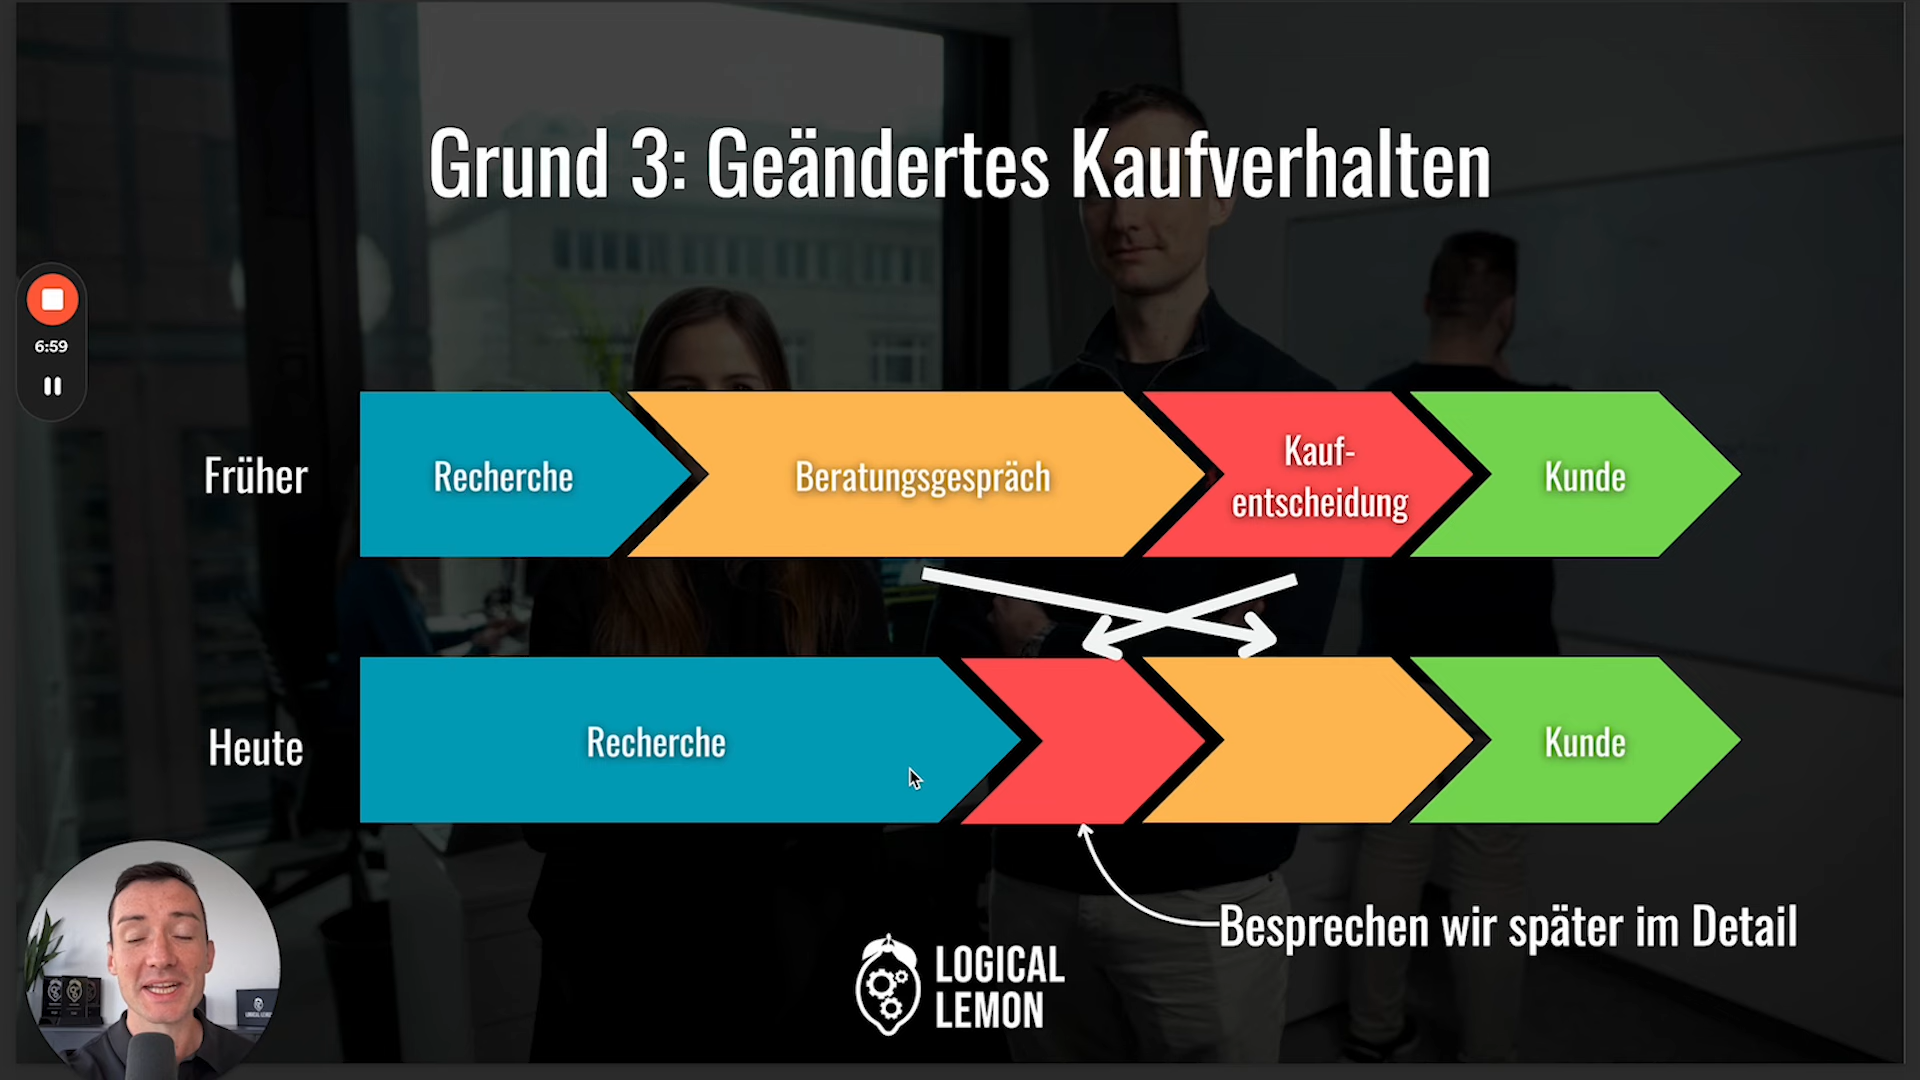 Grund 3: Geändertes Kaufverhalten
6:59
Früher
Recherche
Beratungsgespräch
Kauf-
entscheidung
Kunde
Heute
Recherche
Kunde
Besprechen wir später im Detail
LOGICAL
LEMON